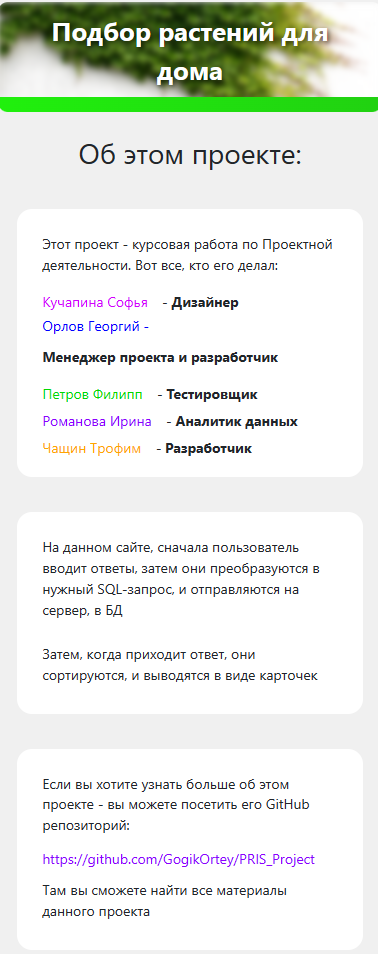 Подбор растений для
дома
Об этом проекте:
Этот проект - курсовая работа по Проектной
деятельности. Вот все, кто его делал:
Кучапина Софья - Дизайнер
Орлов Георгий -
Менеджер проекта и разработчик
Петров Филипп - Тестировщик
Романова Ирина - Аналитик данных
Чащин Трофим - Разработчик
На данном сайте, сначала пользователь
вводит ответы, затем они преобразуются в
нужный SQL-запрос, и отправляются на
сервер, в БД
Затем, когда приходит ответ, они
сортируются, и выводятся в виде карточек
Если вы хотите узнать больше об этом
проекте - вы можете посетить его GitHub
репозиторий:
https://github.com/GogikOrtey/PRIS_Project
Там вы сможете найти все материалы
данного проекта